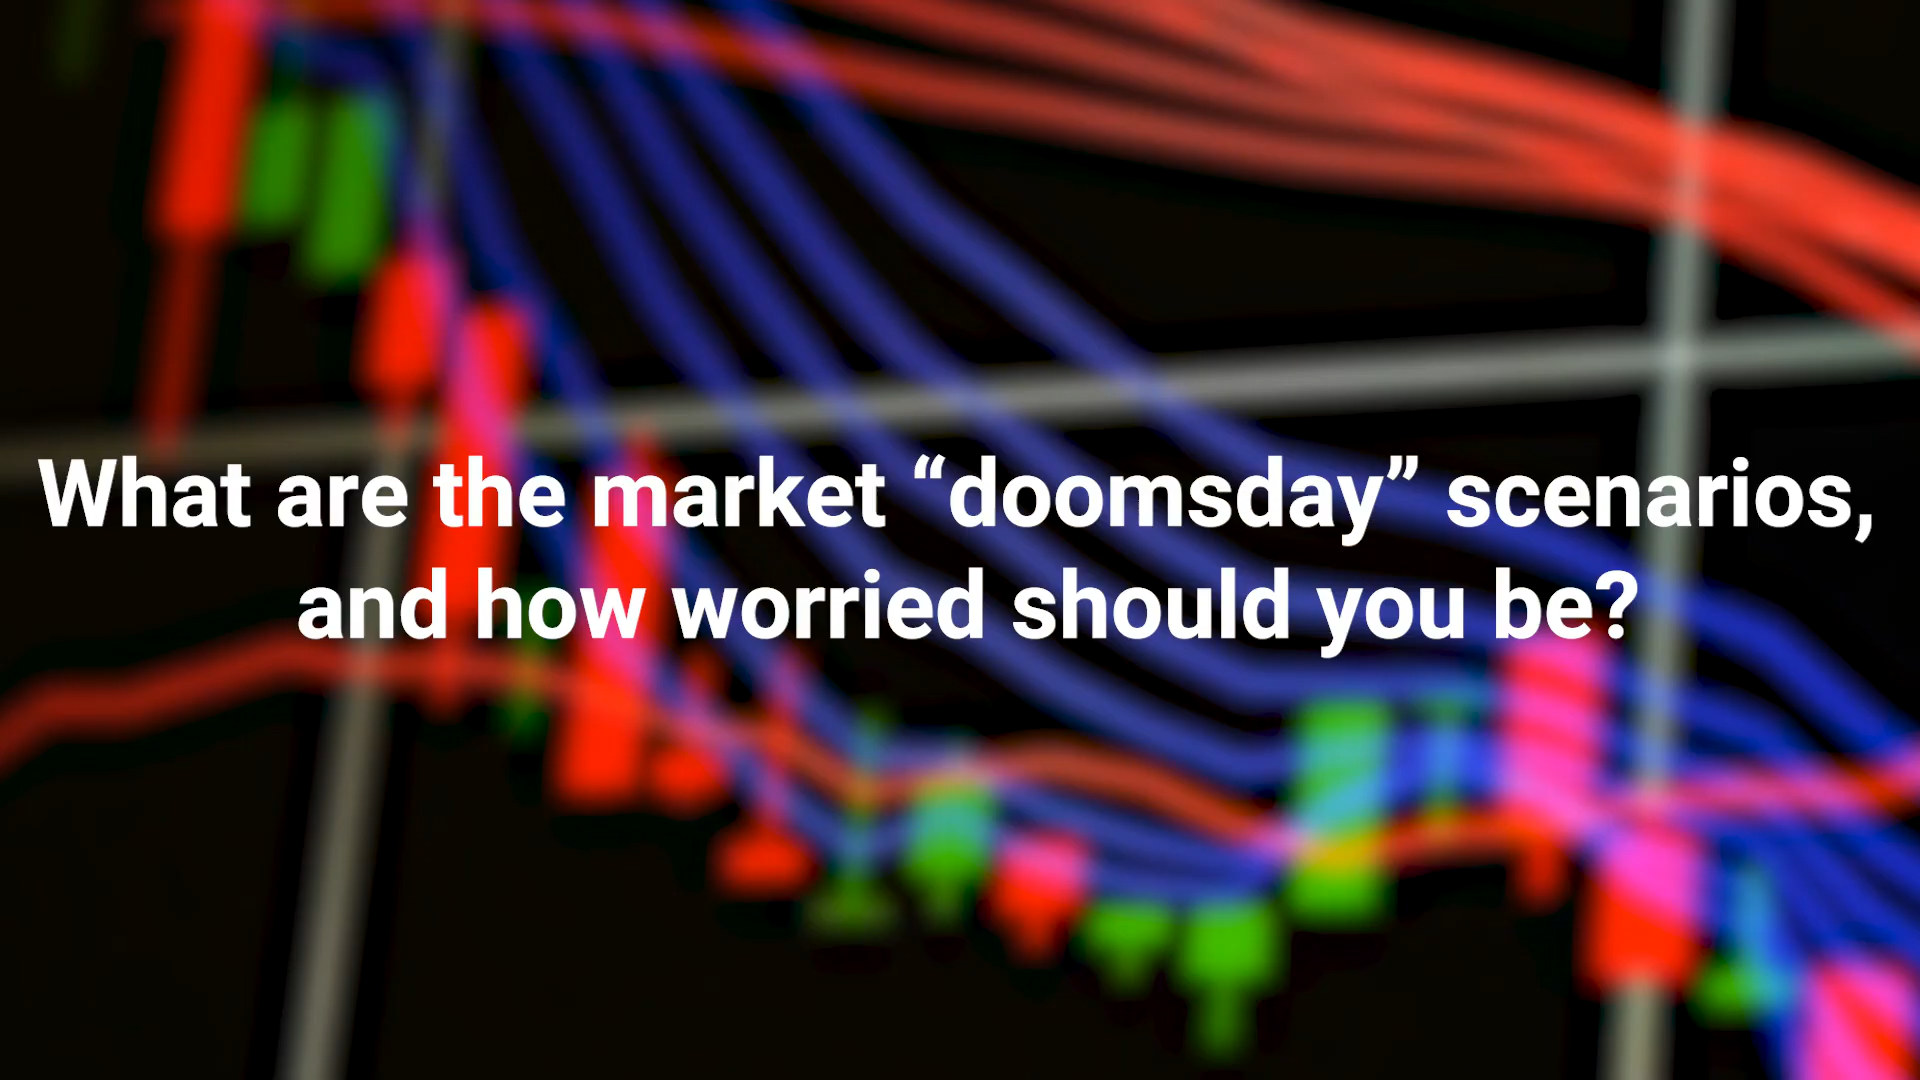 What are the market “doomsday” scenarios,
and how worried should you be?